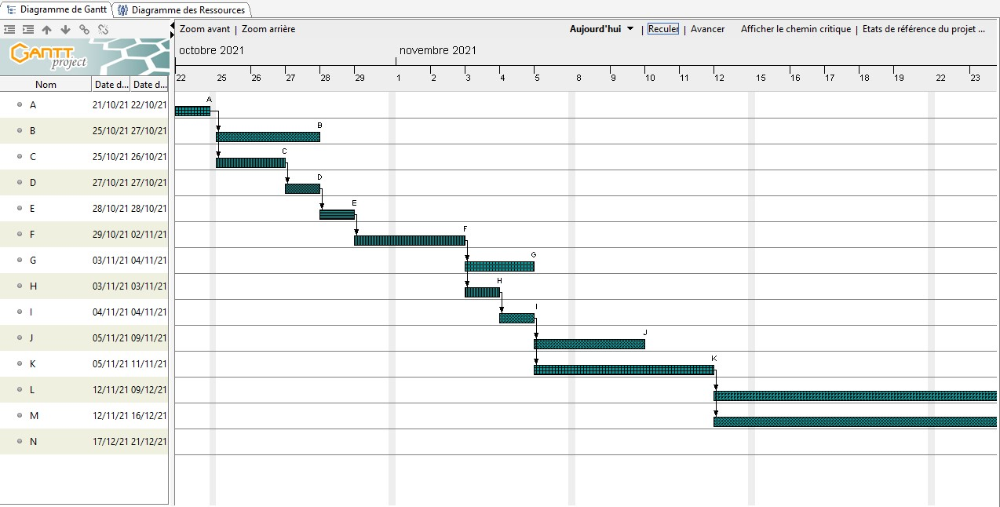 Diagramme de Gantt Diagramme des Ressources
Zoom avant | Zoom arrière Aujourd'hui | Reculer | Avancer Afficher le chemin critique | Etats de référence du projet ...
GANTT project
octobre 2021 novembre 2021
22 25 26 27 28 29 1 2 3 4 5 8 9 10 11 12 15 16 17 18 19 22 23
Nom Date d... Date d...
A 21/10/21 22/10/21 A
B 25/10/21 27/10/21 B
C 25/10/21 26/10/21 C
D 27/10/21 27/10/21 D
E 28/10/21 28/10/21 E
F 29/10/21 02/11/21 F
G 03/11/21 04/11/21 G
H 03/11/21 03/11/21 H
I 04/11/21 04/11/21 I
J 05/11/21 09/11/21 J
K 05/11/21 11/11/21 K
L 12/11/21 09/12/21
M 12/11/21 16/12/21
N 17/12/21 21/12/21